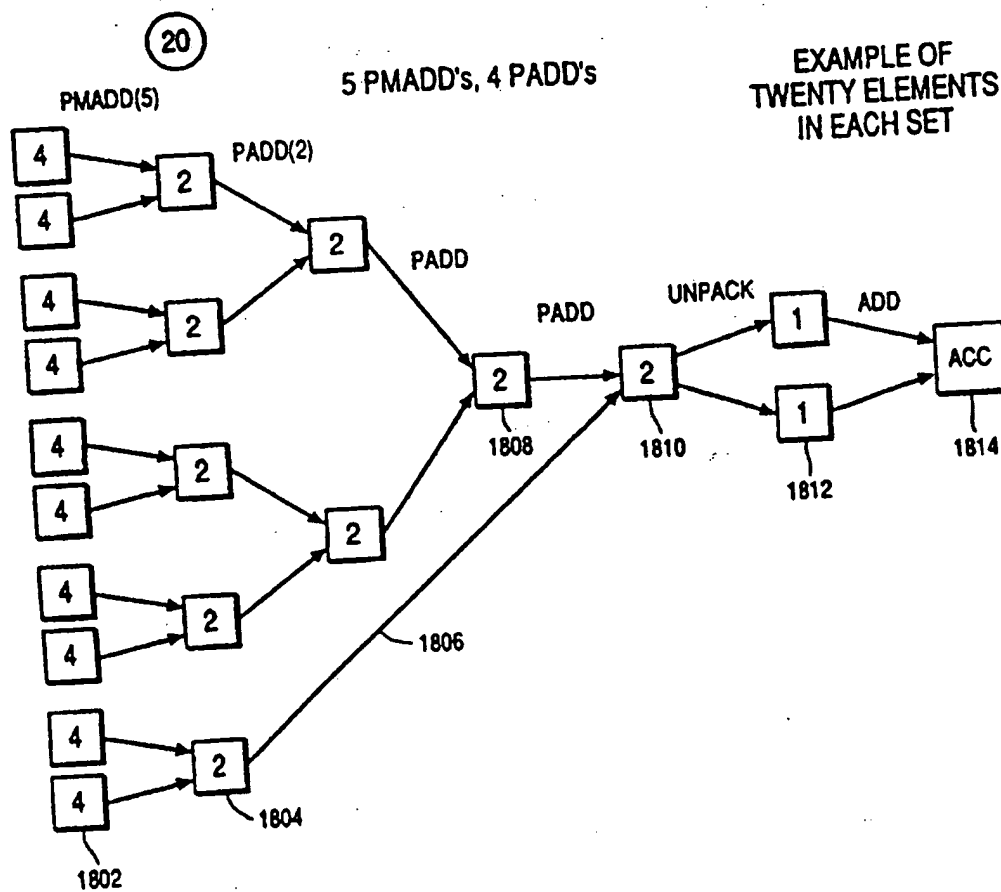 20
5 PMADD's, 4 PADD's
EXAMPLE OF
TWENTY ELEMENTS
IN EACH SET
PMADD(5)
4
4
2
PADD(2)
2
4
4
2
PADD
2
1808
PADD
2
1810
UNPACK
1
1
1812
ADD
ACC
1814
4
4
2
2
4
4
2
1806
4
4
2
1804
1802